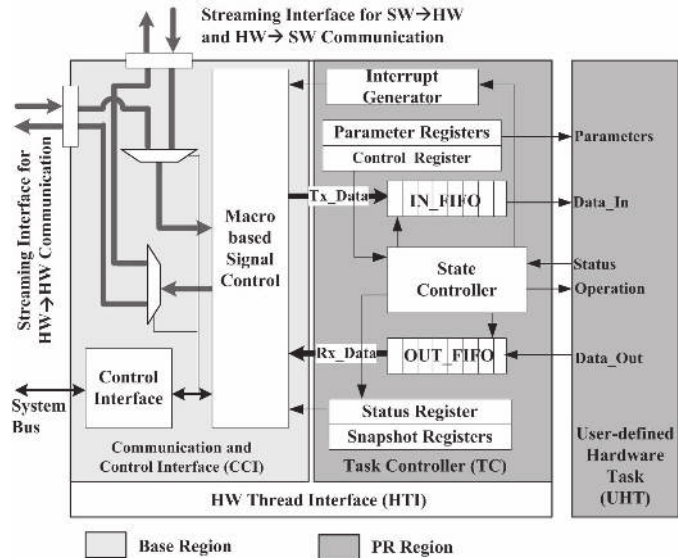 Streaming Interface for SW→HW
and HW→ SW Communication
Streaming Interface for
HW→HW Communication
Interrupt
Generator
Parameter Registers
Control Register
Parameters
Tx_Data
IN_FIFO
Data_In
Macro
based
Signal
Control
State
Controller
Status
Operation
Rx_Data
OUT_FIFO
Data_Out
Control
Interface
System
Bus
Status Register
Snapshot Registers
Communication and
Control Interface (CCI)
Task Controller (TC)
User-defined
Hardware
Task
(UHT)
HW Thread Interface (HTI)
Base Region
PR Region